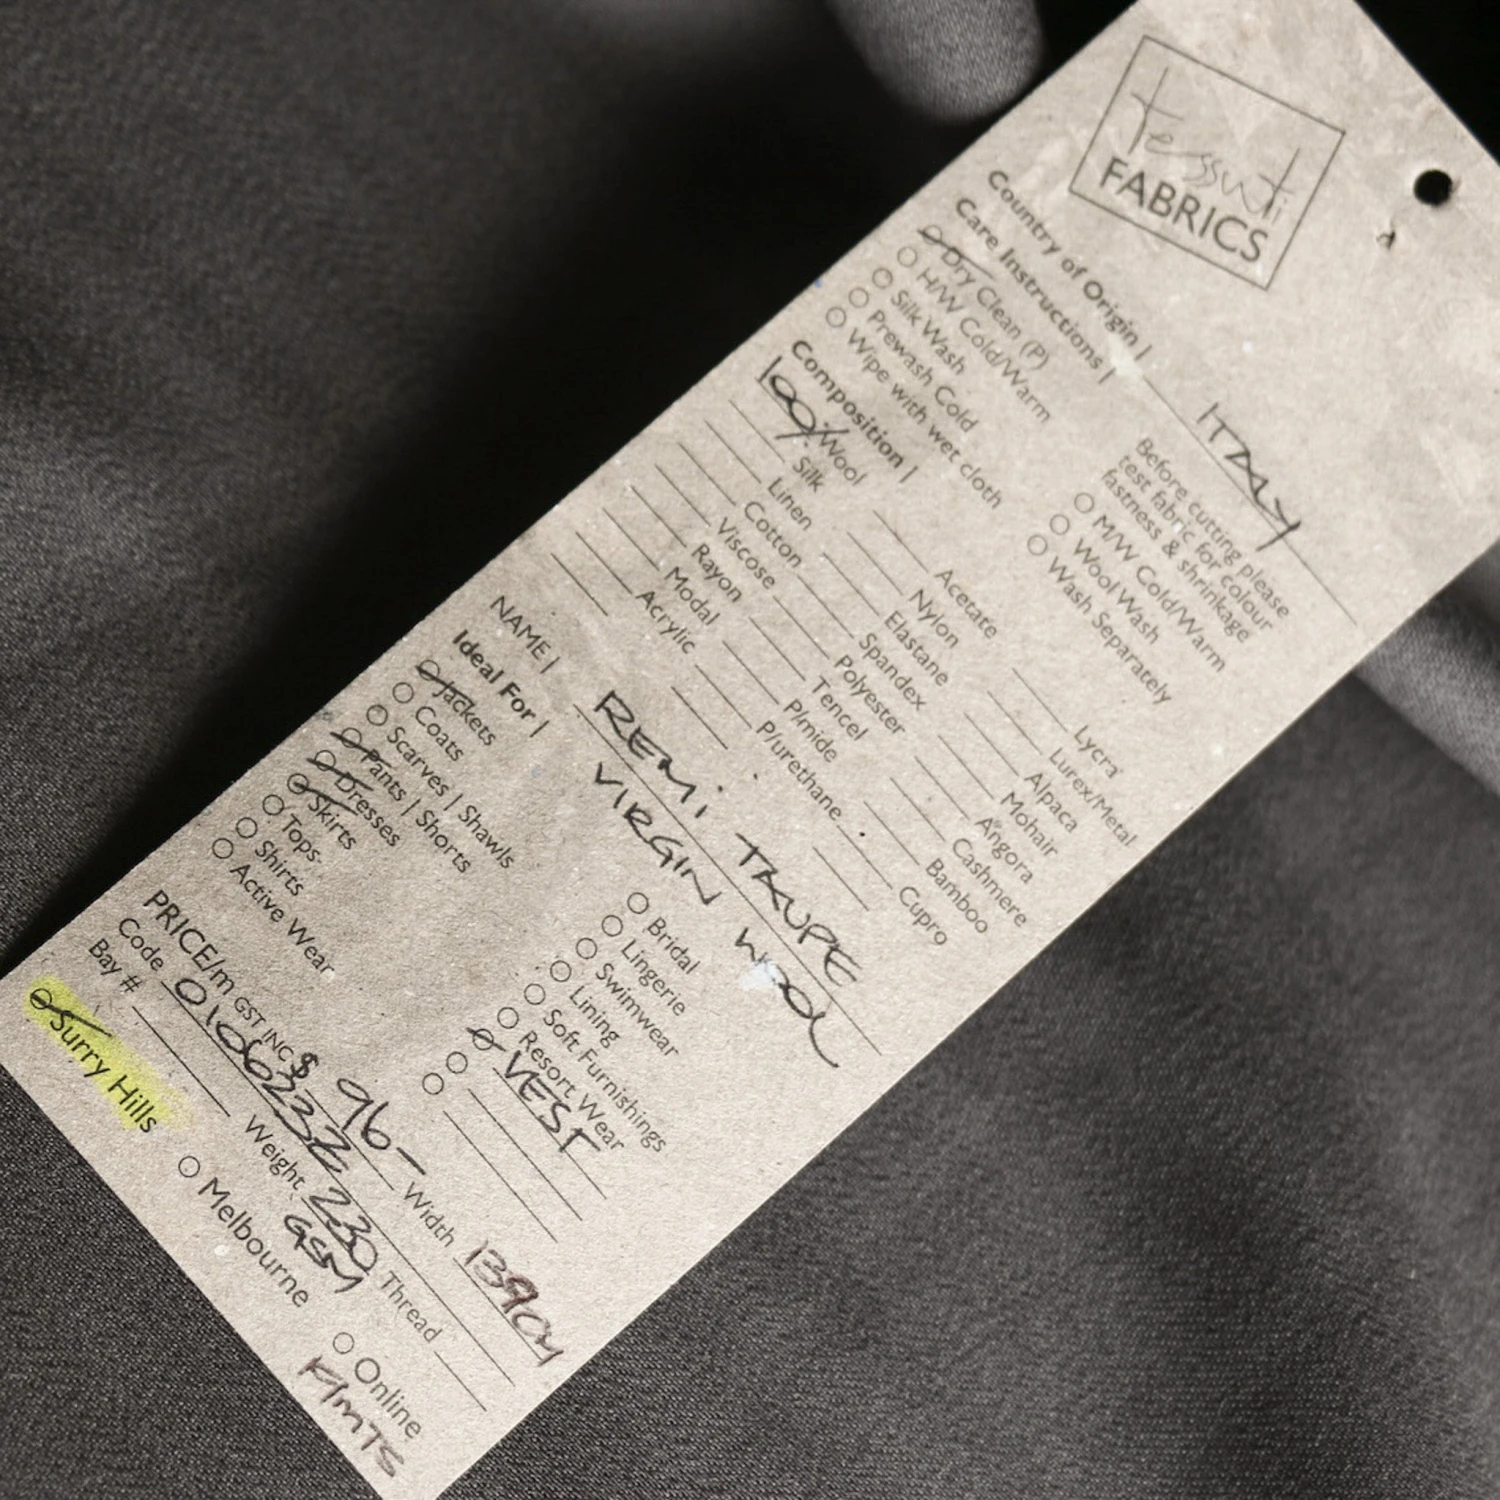 tessuti
FABRICS
Country of Origin | ITALY
Care Instructions |
Dry Clean (P)
H/W Cold/Warm
Silk Wash
Prewash Cold
Wipe with wet cloth
Before cutting please
test fabric for colour
fastness & shrinkage
M/W Cold/Warm
Wool Wash
Wash Separately
Composition |
100% Wool
Silk
Linen
Cotton
Viscose
Rayon
Modal
Acrylic
Acetate
Nylon
Elastane
Spandex
Polyester
Tencel
P/mide
P/urethane
Lycra
Lurex/Metal
Alpaca
Mohair
Angora
Cashmere
Bamboo
Cupro
NAME | REMi TAUPE
VIRGIN WOOL
Ideal For |
Jackets
Coats
Scarves | Shawls
Pants | Shorts
Dresses
Skirts
Tops
Shirts
Active Wear
Bridal
Lingerie
Swimwear
Lining
Soft Furnishings
Resort Wear
VEST
PRICE/m GST INC $ 96- Width 139CM
Code 0106232 Weight 230 GSM Thread
Bay #
Surry Hills
Melbourne
Online
F/MTS